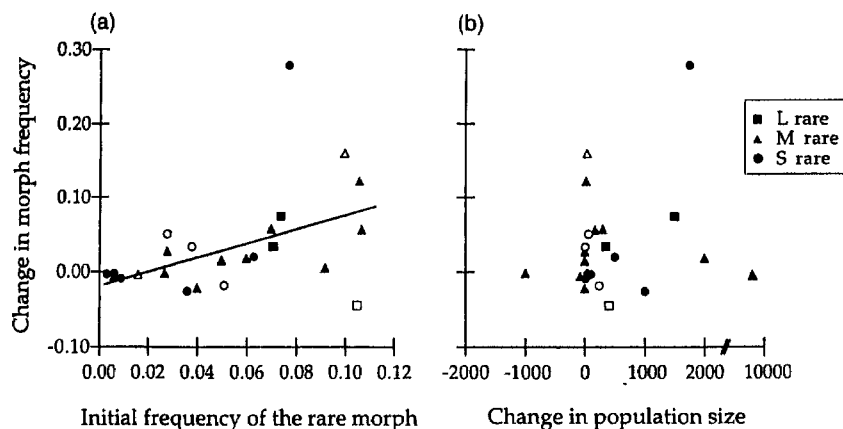 (a)
(b)
Change in morph frequency
0.30
0.20
0.10
0.00
-0.10
0.00 0.02 0.04 0.06 0.08 0.10 0.12
-2000 -1000 0 1000 2000 10000
L rare
M rare
S rare
Initial frequency of the rare morph
Change in population size